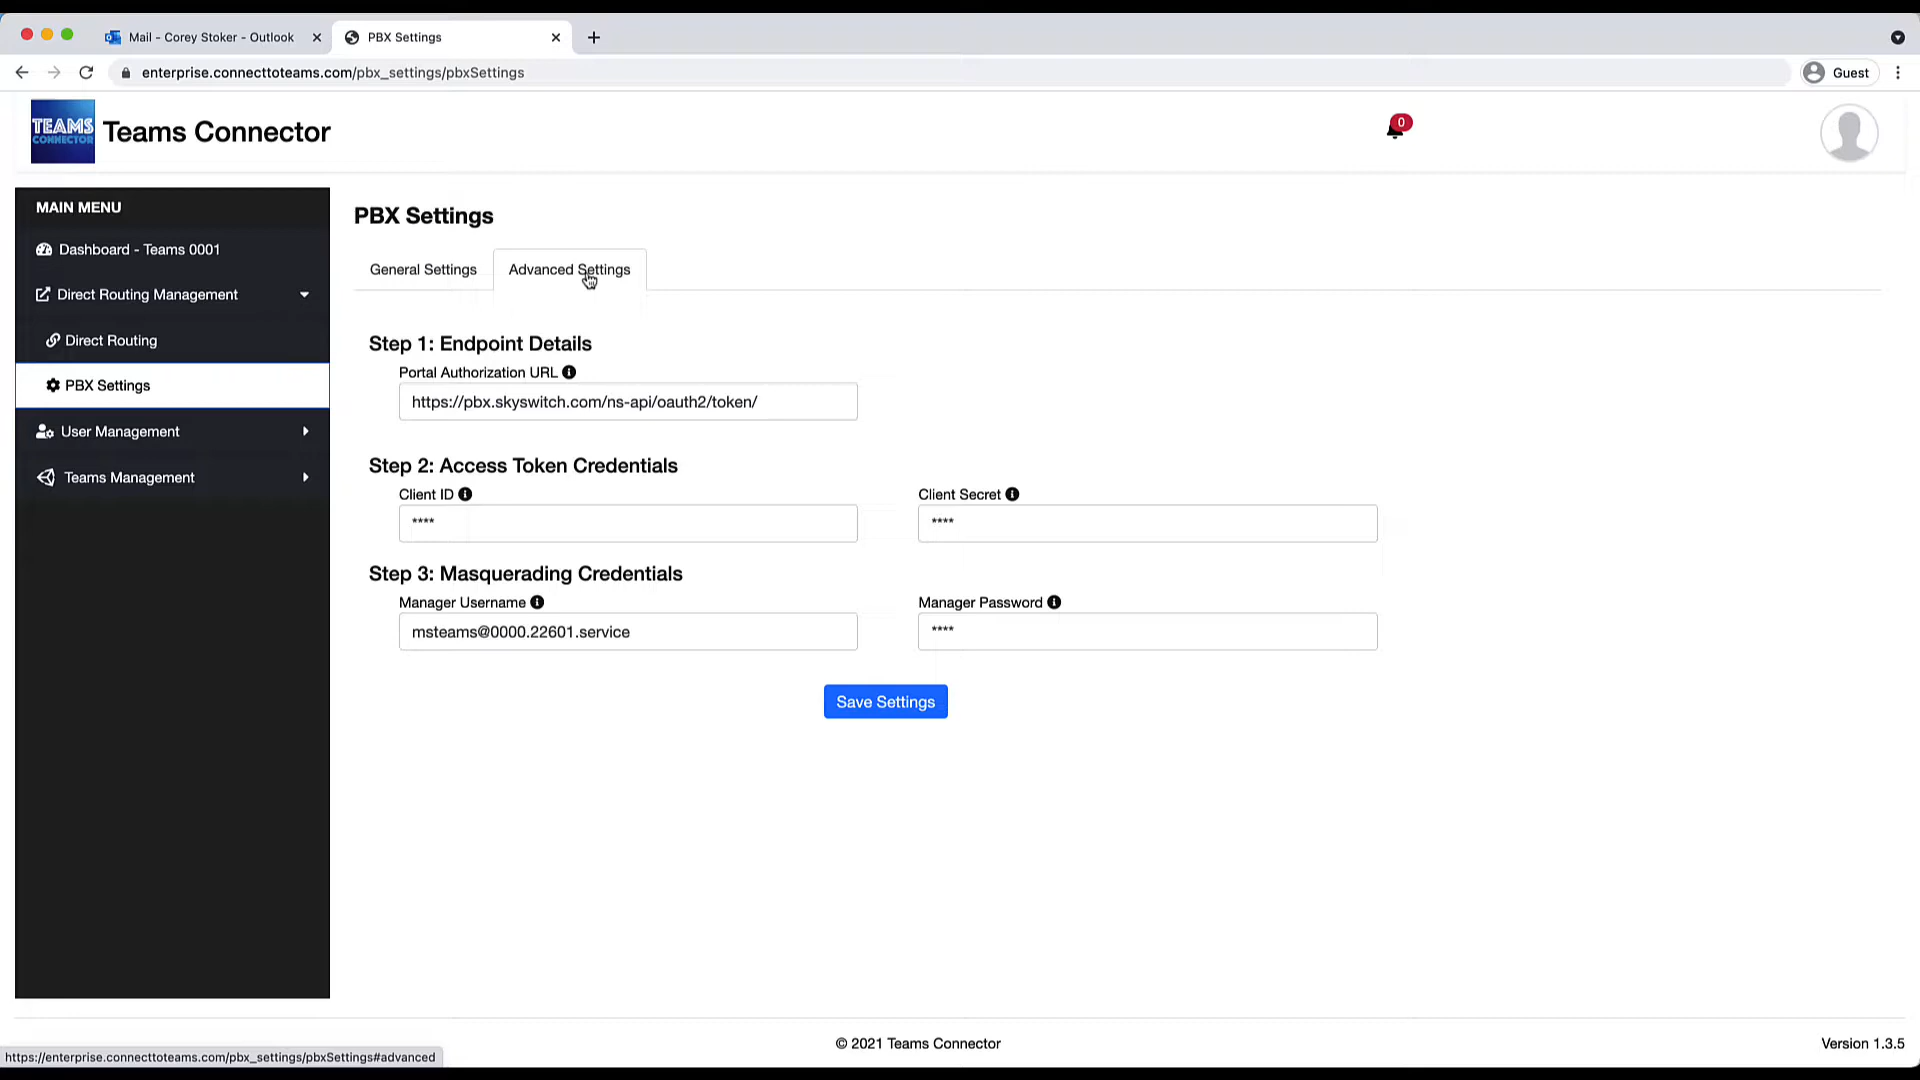 Mail - Corey Stoker - Outlook
PBX Settings
enterprise.connecttoteams.com/pbx_settings/pbxSettings
Guest
TEAMS
CONNECTOR
Teams Connector
0
MAIN MENU
Dashboard - Teams 0001
Direct Routing Management
Direct Routing
PBX Settings
User Management
Teams Management
PBX Settings
General Settings
Advanced Settings
Step 1: Endpoint Details
Portal Authorization URL
https://pbx.skyswitch.com/ns-api/oauth2/token/
Step 2: Access Token Credentials
Client ID
****
Client Secret
****
Step 3: Masquerading Credentials
Manager Username
msteams@0000.22601.service
Manager Password
****
Save Settings
© 2021 Teams Connector
Version 1.3.5
https://enterprise.connecttoteams.com/pbx_settings/pbxSettings#advanced